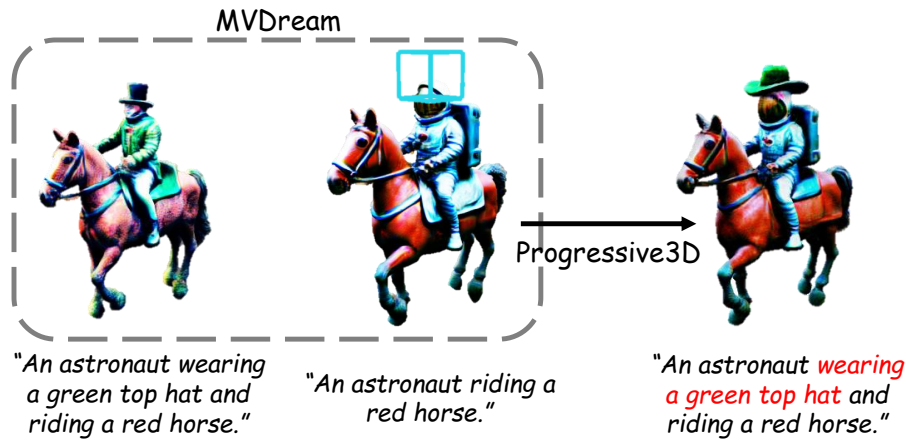 MVDream
Progressive3D
“An astronaut wearing
a green top hat and
riding a red horse.”
“An astronaut riding a
red horse.”
“An astronaut wearing
a green top hat and
riding a red horse.”